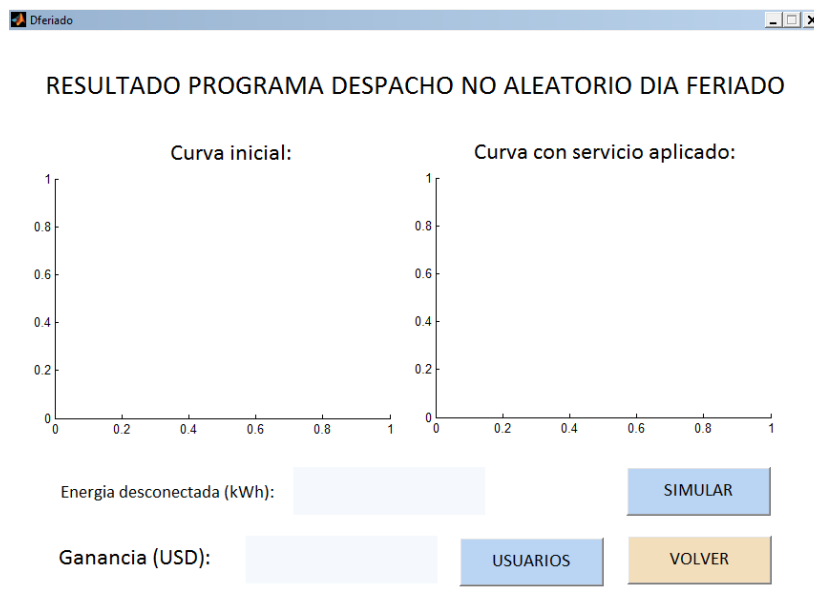 Dferiado
RESULTADO PROGRAMA DESPACHO NO ALEATORIO DIA FERIADO
Curva inicial:
1
0.8
0.6
0.4
0.2
0
0 0.2 0.4 0.6 0.8 1
Curva con servicio aplicado:
1
0.8
0.6
0.4
0.2
0
0 0.2 0.4 0.6 0.8 1
Energia desconectada (kWh):
SIMULAR
Ganancia (USD):
USUARIOS
VOLVER